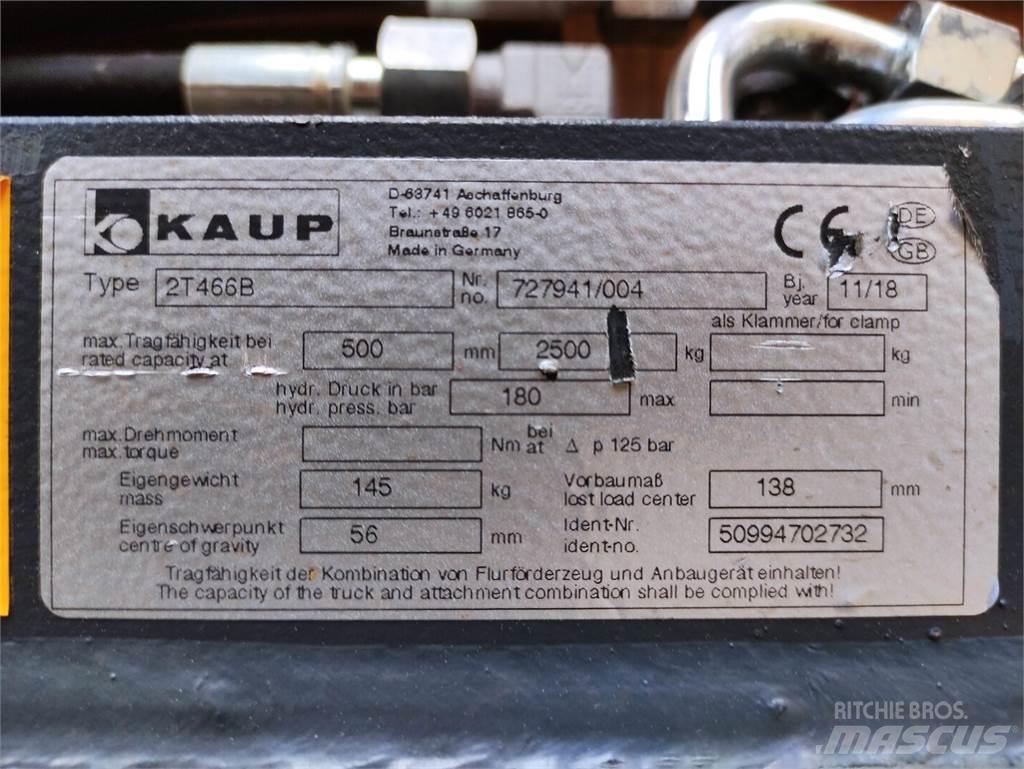 KAUP
D-63741 Aschaffenburg
Tel.: +49 6021 865-0
Braunstraße 17
Made in Germany
CE DE
GB
Type 2T466B Nr. no. 727941/004 Bj. year 11/18
als Klammer/for clamp
max. Tragfähigkeit bei
rated capacity at 500 mm 2500 kg kg
hydr. Druck in bar
hydr. press. bar 180 max min
max. Drehmoment
max. torque Nm bei at Δ p 125 bar
Eigengewicht
mass 145 kg
Vorbaumaß
lost load center 138 mm
Eigenschwerpunkt
centre of gravity 56 mm
Ident-Nr.
ident-no. 50994702732
Tragfähigkeit der Kombination von Flurförderzeug und Anbaugerät einhalten!
The capacity of the truck and attachment combination shall be complied with!
RITCHIE BROS.
MASCUS